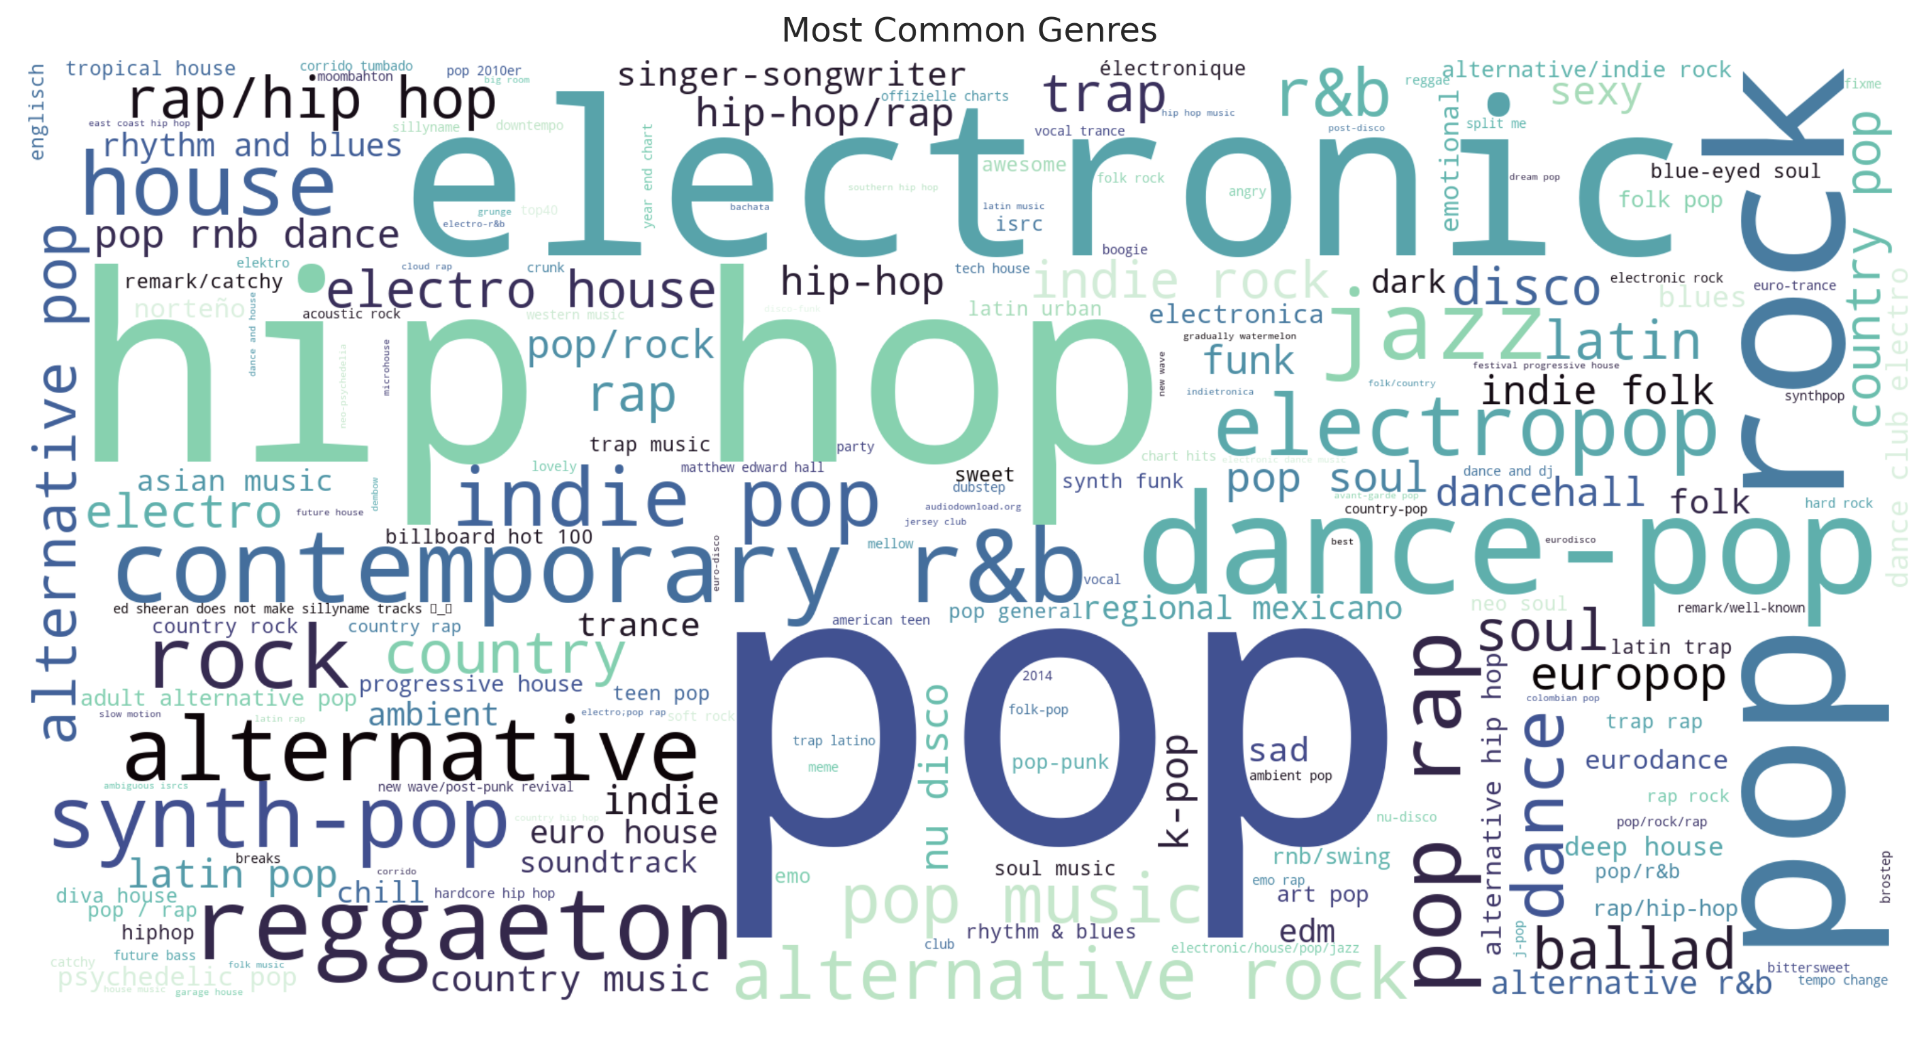 Most Common Genres
englisch
tropical house
corrido tumbado
moombahton
pop 2010er
big room
singer-songwriter
électronique
alternative/indie rock
reggae
fixme
rap/hip hop
hip-hop/rap
offizielle charts
trap
r&b
sexy
east coast hip hop
sillyname
downtempo
hip hop music
vocal trance
post-disco
split me
emotional
rhythm and blues
year end chart
electronic
awesome
folk rock
angry
southern hip hop
dream pop
blue-eyed soul
folk pop
house
grunge
top40
electro-r&b
bachata
latin music
isrc
boogie
pop rock
country pop
alternative pop
pop rnb dance
elektro
cloud rap
crunk
tech house
remark/catchy
electro house
hip-hop
indie rock
dark
disco
electronic rock
euro-trance
blues
norteño
acoustic rock
western music
disco-funk
latin urban
electronica
jazz
latin
dance club electro
hip hop
dance and house
neo-psychedelia
microhouse
pop/rock
new wave
gradually watermelon
funk
festival progressive house
rap
indietronica
folk/country
indie folk
synthpop
electropop
trap music
party
chart hits
electronic dance music
asian music
lovely
matthew edward hall
sweet
dubstep
synth funk
pop soul
dance and dj
avant-garde pop
dancehall
folk
hard rock
electro
future house
dembow
indie pop
audiodownload.org
jersey club
country-pop
billboard hot 100
mellow
best
eurodisco
dance-pop
contemporary r&b
euro-disco
vocal
ed sheeran does not make sillyname tracks
country rock
country rap
trance
american teen
pop general
regional mexicano
neo soul
remark/well-known
rock
country
soul
latin trap
adult alternative pop
progressive house
teen pop
2014
europop
slow motion
latin rap
ambient
electro;pop rap
soft rock
folk-pop
colombian pop
pop
nu disco
pop rap
alternative hip hop
dance
trap rap
alternative
trap latino
meme
pop-punk
sad
ambient pop
k-pop
eurodance
ambiguous isrcs
new wave/post-punk revival
rap rock
synth-pop
country hip hop
indie
nu-disco
pop/rock/rap
euro house
breaks
soundtrack
soul music
rnb/swing
deep house
latin pop
corrido
emo
emo rap
pop/r&b
brostep
diva house
chill
hardcore hip hop
pop music
art pop
pop / rap
rap/hip-hop
hiphop
reggaeton
rhythm & blues
edm
j-pop
ballad
club
electronic/house/pop/jazz
future bass
catchy
folk music
bittersweet
psychedelic pop
country music
alternative rock
alternative r&b
tempo change
house music
garage house